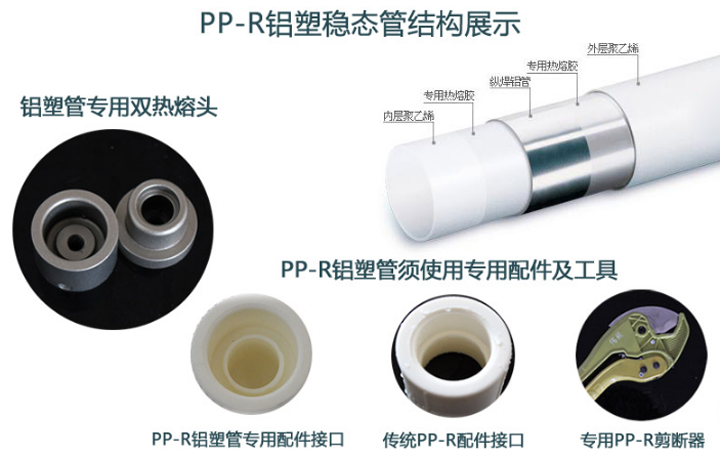 PP-R铝塑稳态管结构展示
外层聚乙烯
专用热熔胶
纵焊铝管
专用热熔胶
内层聚乙烯
铝塑管专用双热熔头
PP-R铝塑管须使用专用配件及工具
PP-R铝塑管专用配件接口
传统PP-R配件接口
专用PP-R剪断器